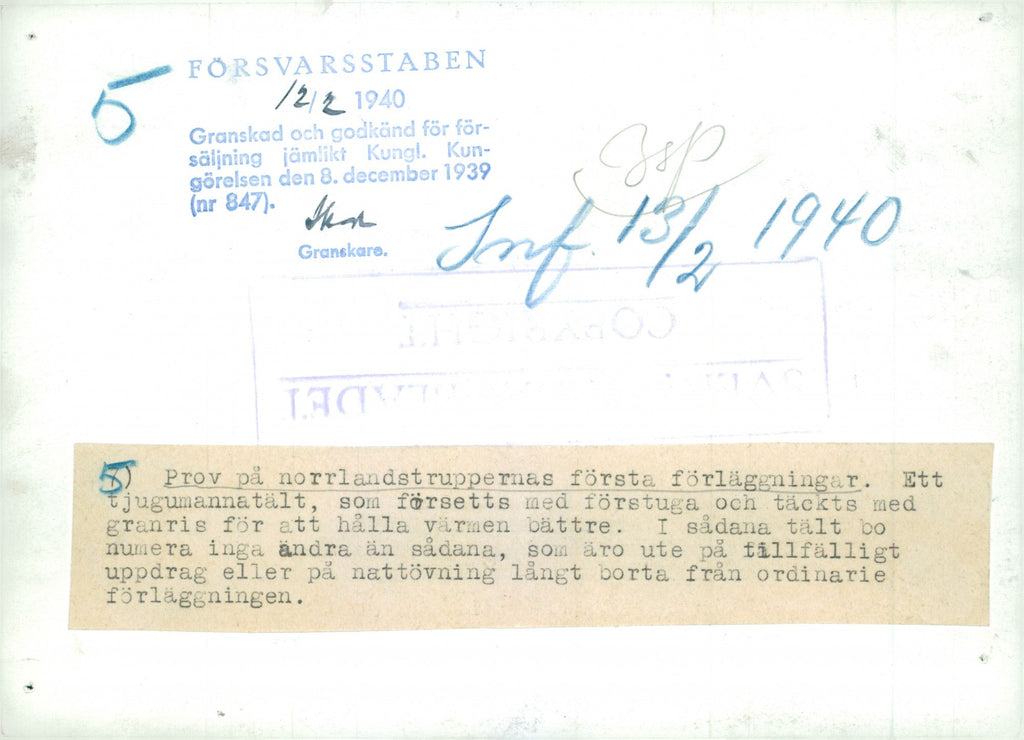 5
FÖRSVARSSTABEN
12/2 1940
Granskad och godkänd för för-
säljning jämlikt Kungl. Kun-
görelsen den 8. december 1939
(nr 847).
Granskare.
Inf. 13/2 1940
COPYRIGHT
5) Prov på norrlandstruppernas första förläggningar. Ett
tjugumannatält, som försetts med förstuga och täckts med
granris för att hålla värmen bättre. I sådana tält bo
numera inga andra än sådana, som äro ute på tillfälligt
uppdrag eller på nattövning långt borta från ordinarie
förläggningen.